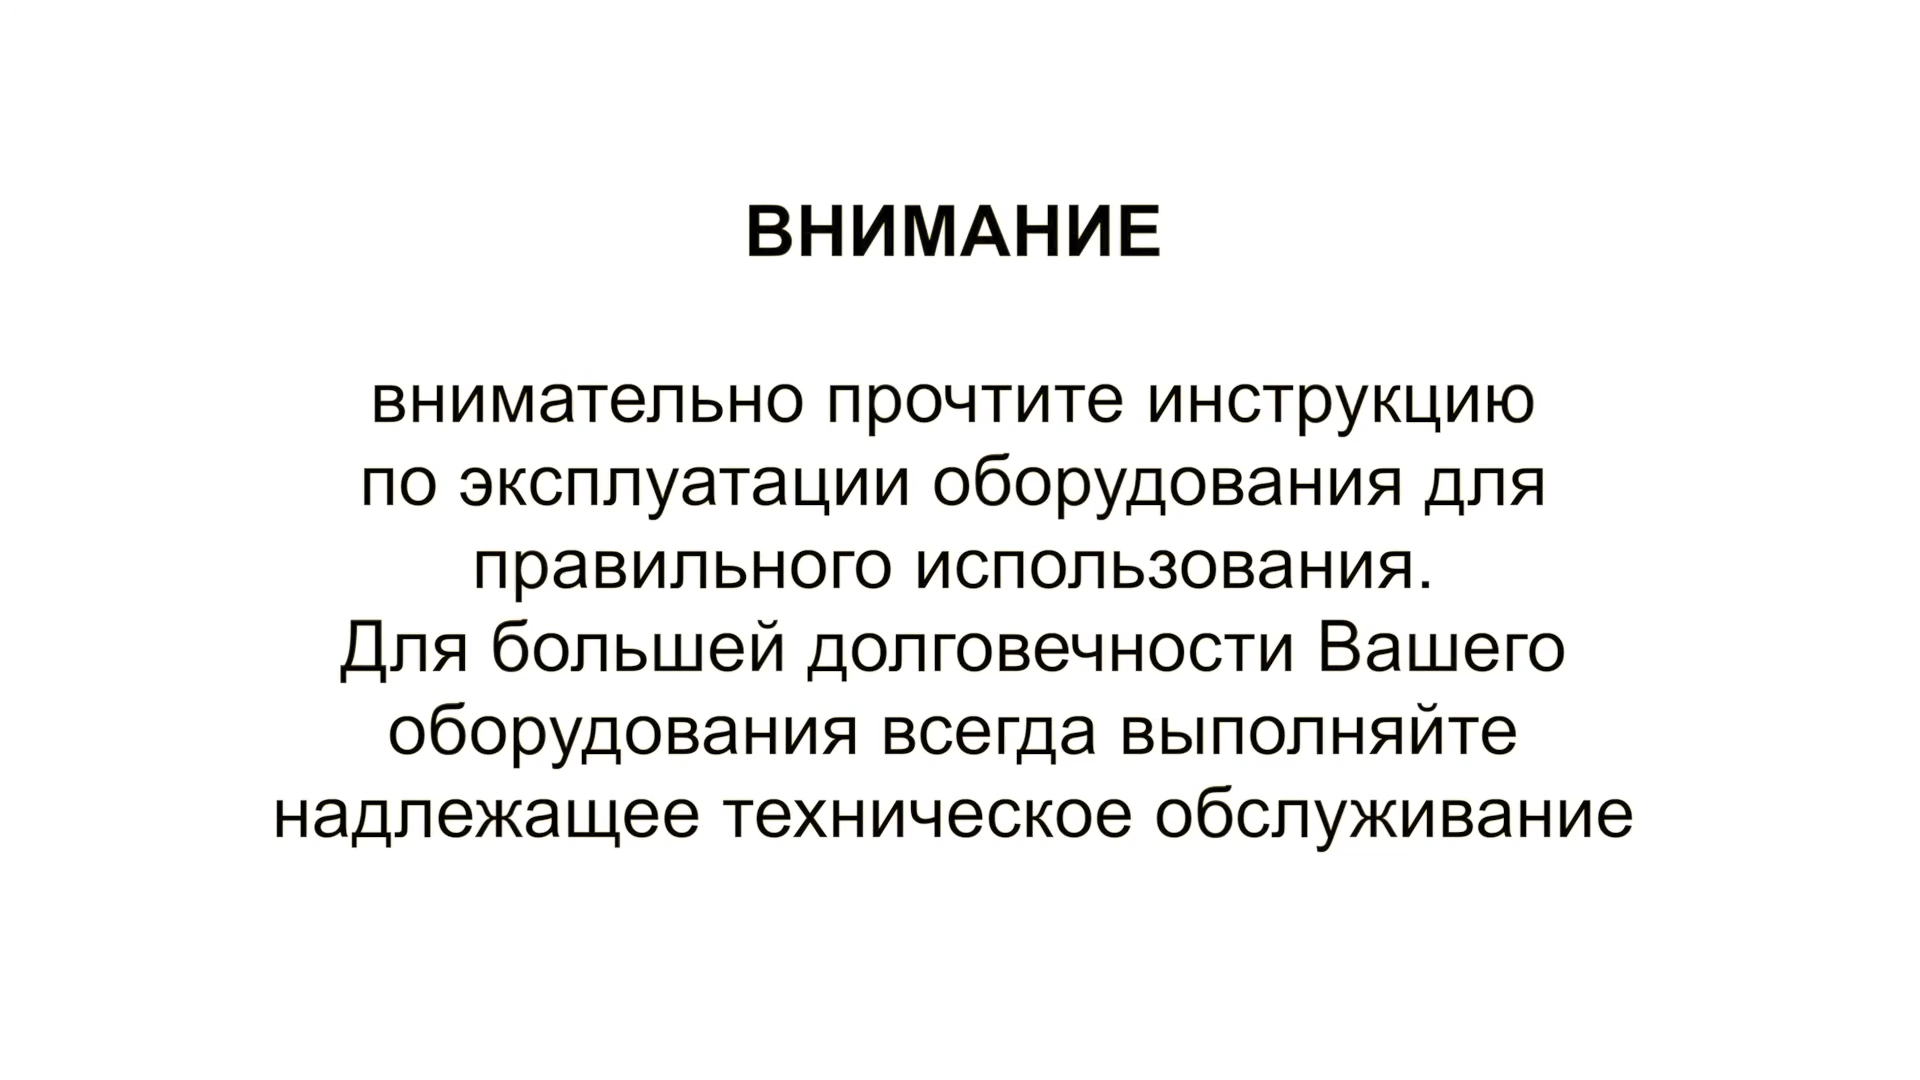 ВНИМАНИЕ
внимательно прочтите инструкцию
по эксплуатации оборудования для
правильного использования.
Для большей долговечности Вашего
оборудования всегда выполняйте
надлежащее техническое обслуживание